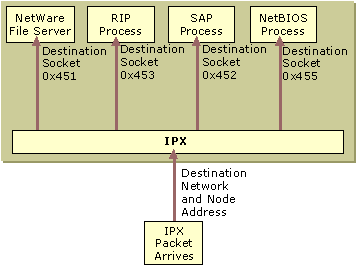 NetWare
File Server
RIP
Process
SAP
Process
NetBIOS
Process
Destination
Socket
0x451
Destination
Socket
0x453
Destination
Socket
0x452
Destination
Socket
0x455
IPX
Destination
Network
and Node
Address
IPX
Packet
Arrives